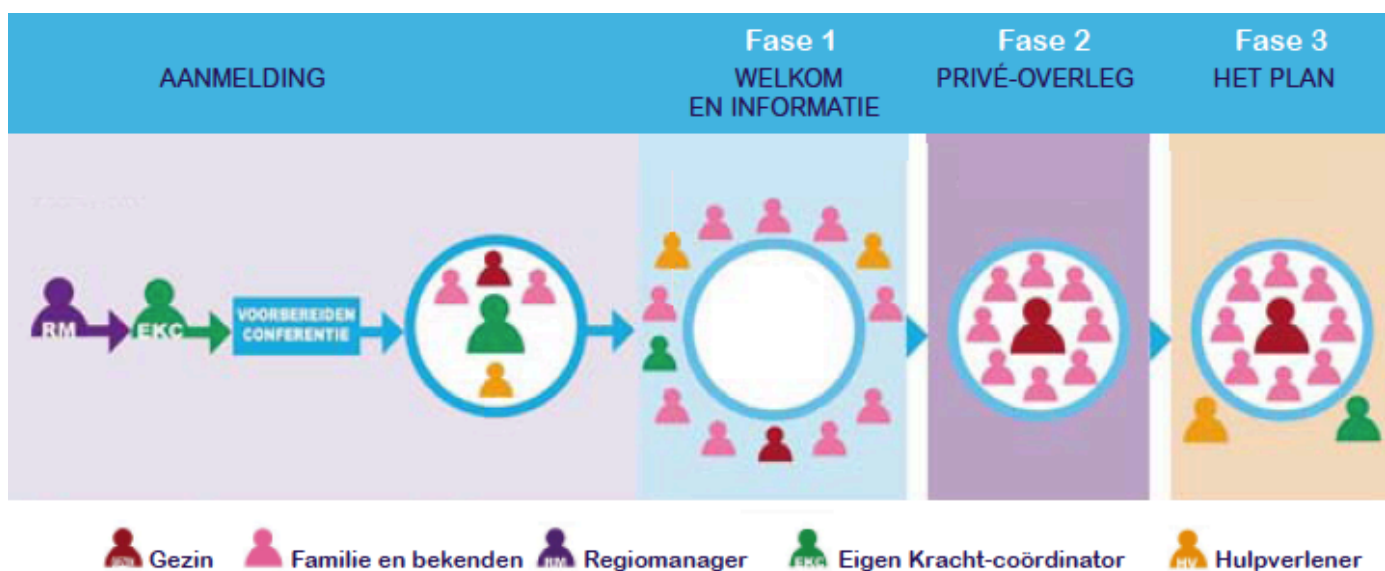 Fase 1
Fase 2
Fase 3
AANMELDING
WELKOM
EN INFORMATIE
PRIVÉ-OVERLEG
HET PLAN
RM
EKC
VOORBEREIDEN
CONFERENTIE
Gezin
Familie en bekenden
RM Regiomanager
EKC Eigen Kracht-coördinator
HV Hulpverlener